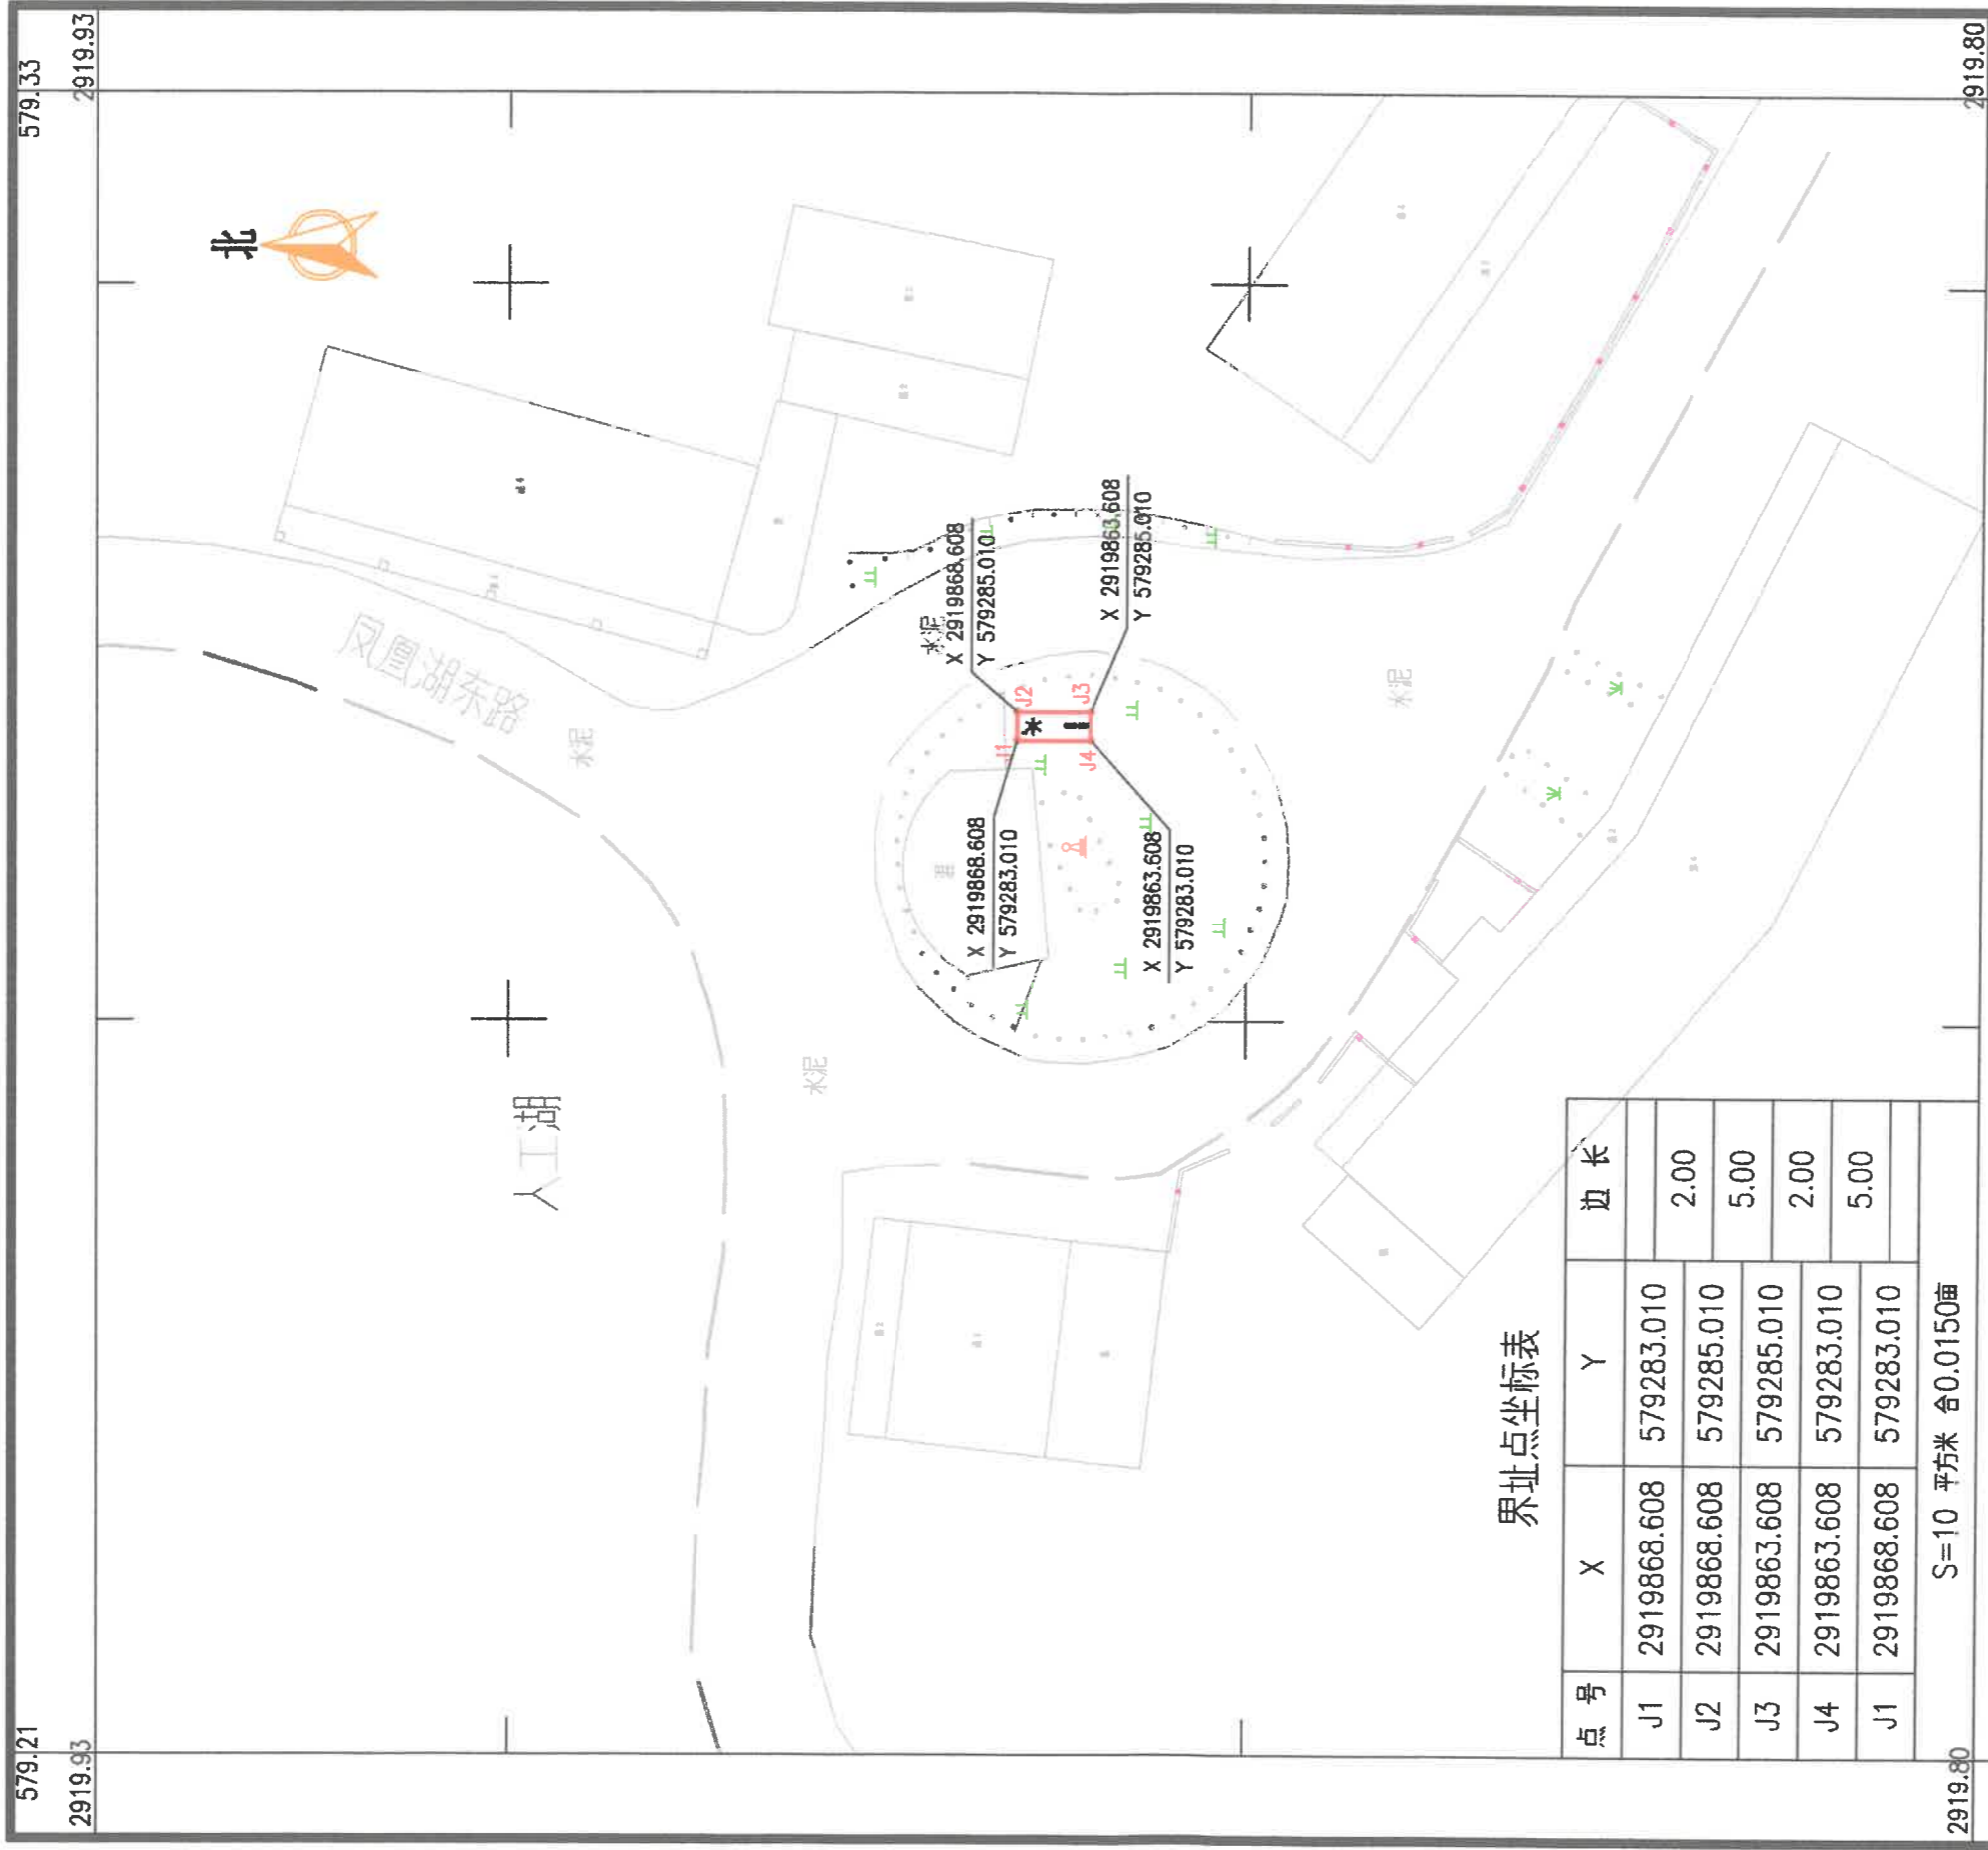 579.21
579.33
2919.93
2919.93
北
凤凰湖东路
水泥
人工湖
水泥
水泥
X 2919868.608
Y 579285.010
X 2919863.608
Y 579285.010
J1
J2
J3
J4
X 2919868.608
Y 579283.010
X 2919863.608
Y 579283.010
水泥
界址点坐标表
点 号 X Y 边 长
J1 2919868.608 579283.010
2.00
J2 2919868.608 579285.010
5.00
J3 2919863.608 579285.010
2.00
J4 2919863.608 579283.010
5.00
J1 2919868.608 579283.010
S=10 平方米 合0.0150亩
2919.80
2919.80